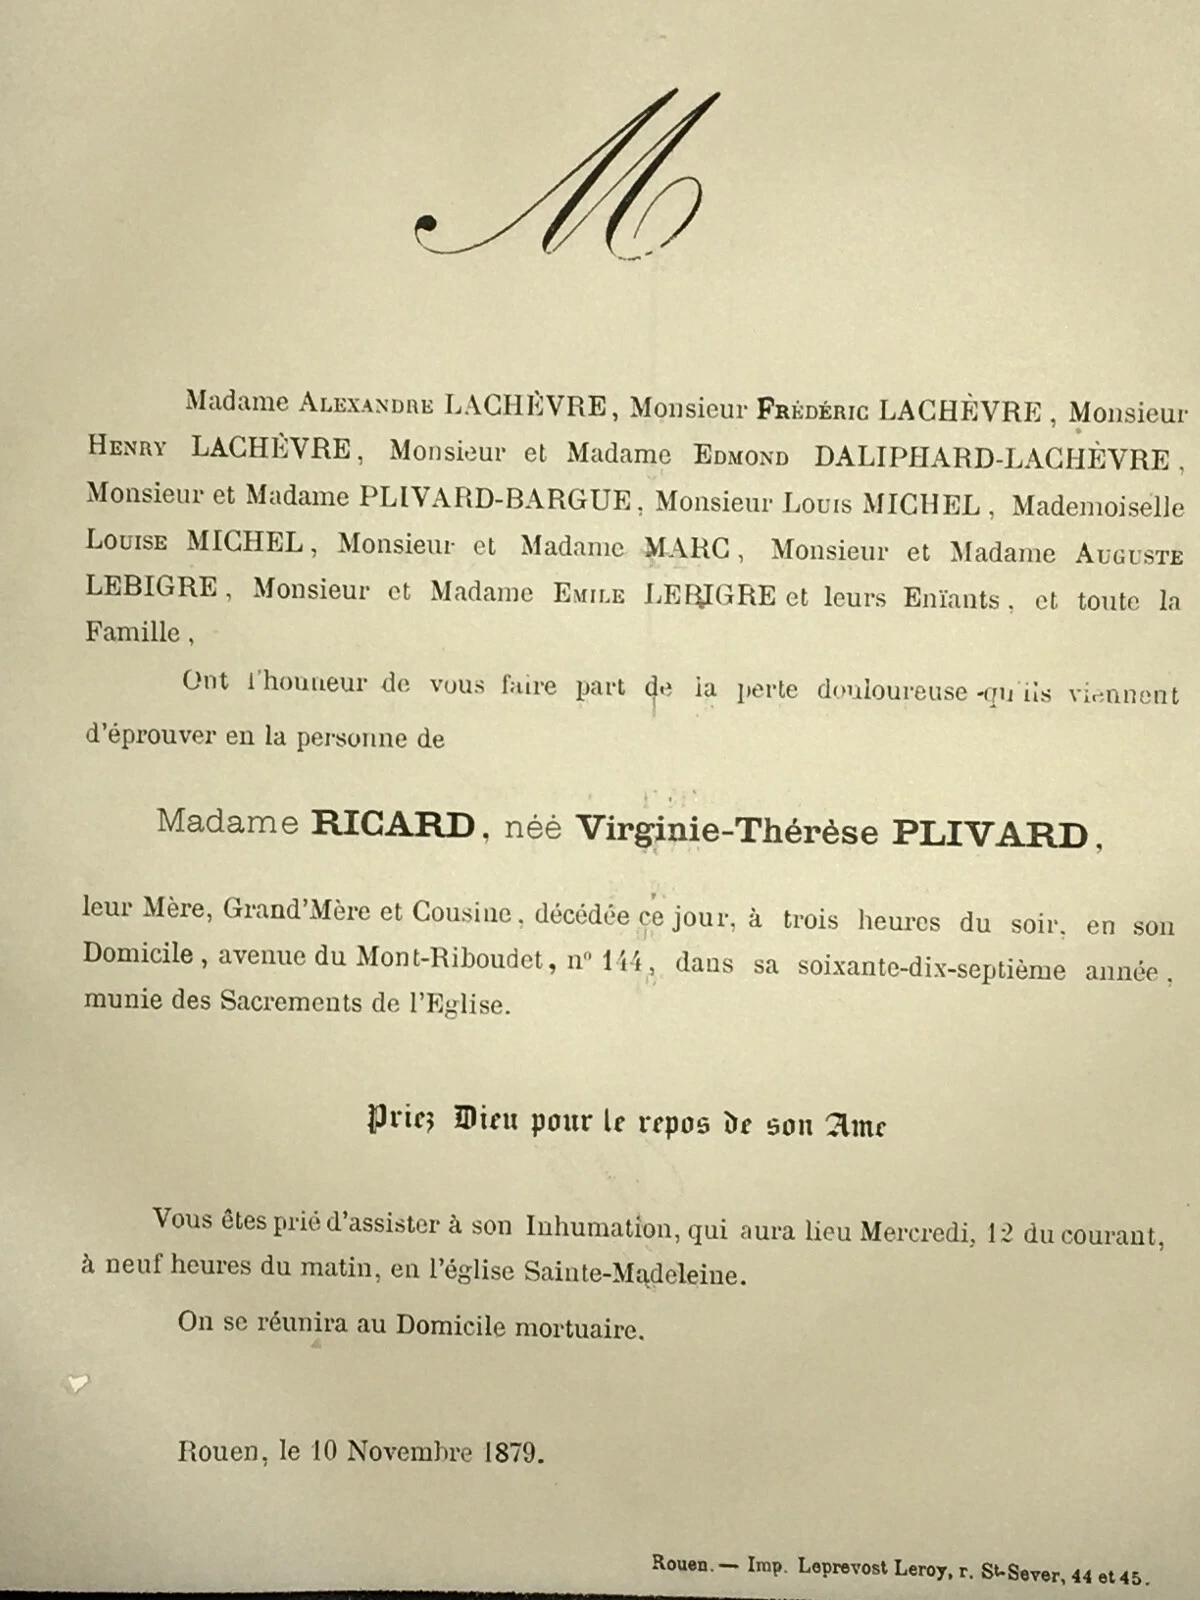 M
Madame ALEXANDRE LACHÈVRE, Monsieur FRÉDÉRIC LACHÈVRE, Monsieur
HENRY LACHÈVRE, Monsieur et Madame EDMOND DALIPHARD-LACHÈVRE,
Monsieur et Madame PLIVARD-BARGUE, Monsieur LOUIS MICHEL, Mademoiselle
LOUISE MICHEL, Monsieur et Madame MARC, Monsieur et Madame AUGUSTE
LEBIGRE, Monsieur et Madame EMILE LEBIGRE et leurs Enfants, et toute la
Famille,
Ont l'honneur de vous faire part de la perte douloureuse qu'ils viennent
d'éprouver en la personne de
Madame RICARD, néé Virginie-Thérèse PLIVARD,
leur Mère, Grand'Mère et Cousine, décédée ce jour, à trois heures du soir, en son
Domicile, avenue du Mont-Riboudet, nº 144, dans sa soixante-dix-septième année,
munie des Sacrements de l'Eglise.
Priez Dieu pour le repos de son Ame
Vous êtes prié d'assister à son Inhumation, qui aura lieu Mercredi, 12 du courant,
à neuf heures du matin, en l'église Sainte-Madeleine.
On se réunira au Domicile mortuaire.
Rouen, le 10 Novembre 1879.
Rouen. — Imp. Leprevost Leroy, r. St-Sever, 44 et 45.